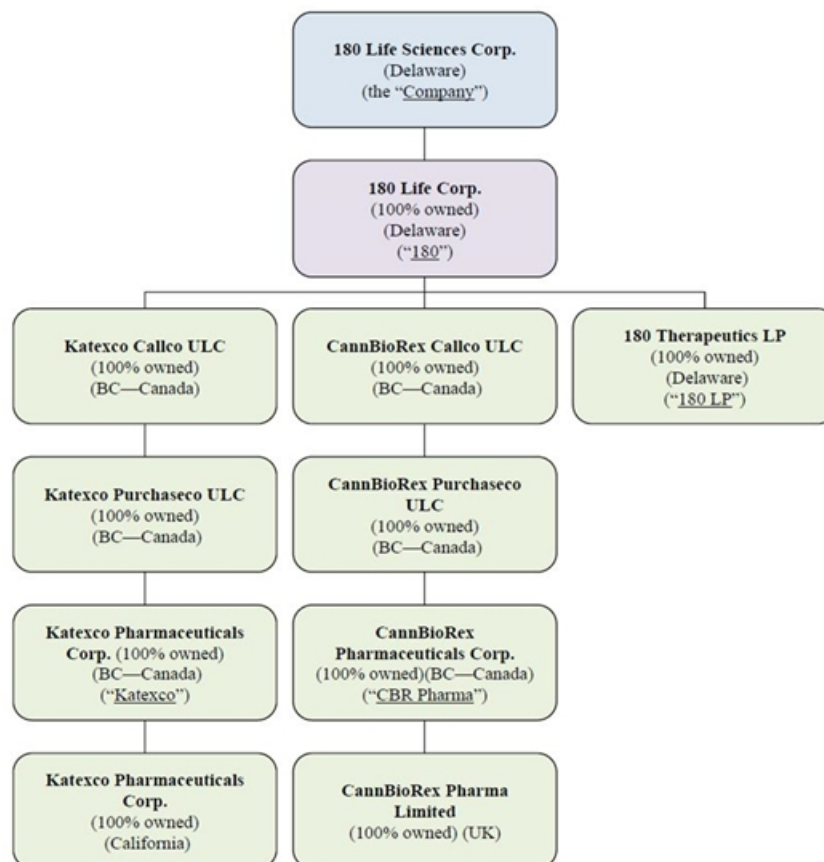 180 Life Sciences Corp.
(Delaware)
(the “Company”)
180 Life Corp.
(100% owned)
(Delaware)
(“180”)
Katexco Callco ULC
(100% owned)
(BC—Canada)
CannBioRex Callco ULC
(100% owned)
(BC—Canada)
180 Therapeutics LP
(100% owned)
(Delaware)
(“180 LP”)
Katexco Purchaseco ULC
(100% owned)
(BC—Canada)
CannBioRex Purchaseco
ULC
(100% owned)
(BC—Canada)
Katexco Pharmaceuticals
Corp. (100% owned)
(BC—Canada)
(“Katexco”)
CannBioRex
Pharmaceuticals Corp.
(100% owned)(BC—Canada)
(“CBR Pharma”)
Katexco Pharmaceuticals
Corp.
(100% owned)
(California)
CannBioRex Pharma
Limited
(100% owned) (UK)